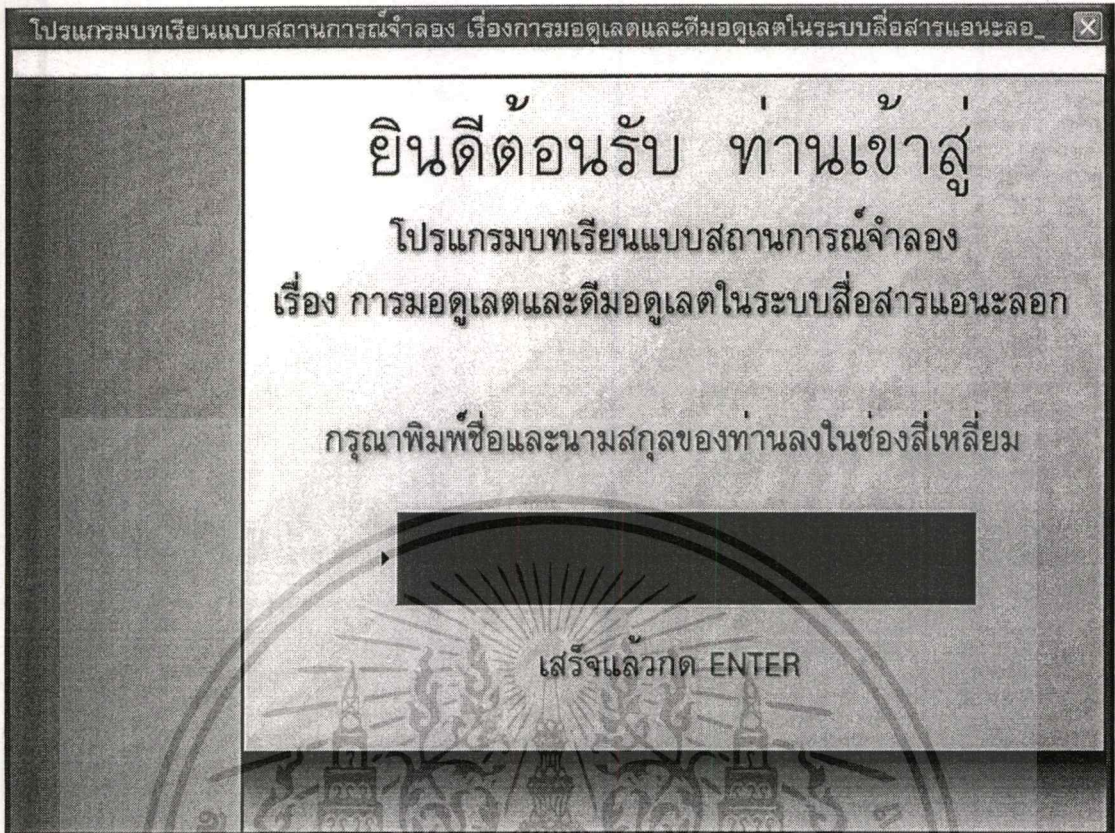 โปรแกรมบทเรียนแบบสถานการณ์จำลอง เรื่องการมอดูเลตและดีมอดูเลตในระบบสื่อสารแอนะลอ_
ยินดีต้อนรับ ท่านเข้าสู่
โปรแกรมบทเรียนแบบสถานการณ์จำลอง
เรื่อง การมอดูเลตและดีมอดูเลตในระบบสื่อสารแอนะลอก
กรุณาพิมพ์ชื่อและนามสกุลของท่านลงในช่องสี่เหลี่ยม
เสร็จแล้วกด ENTER